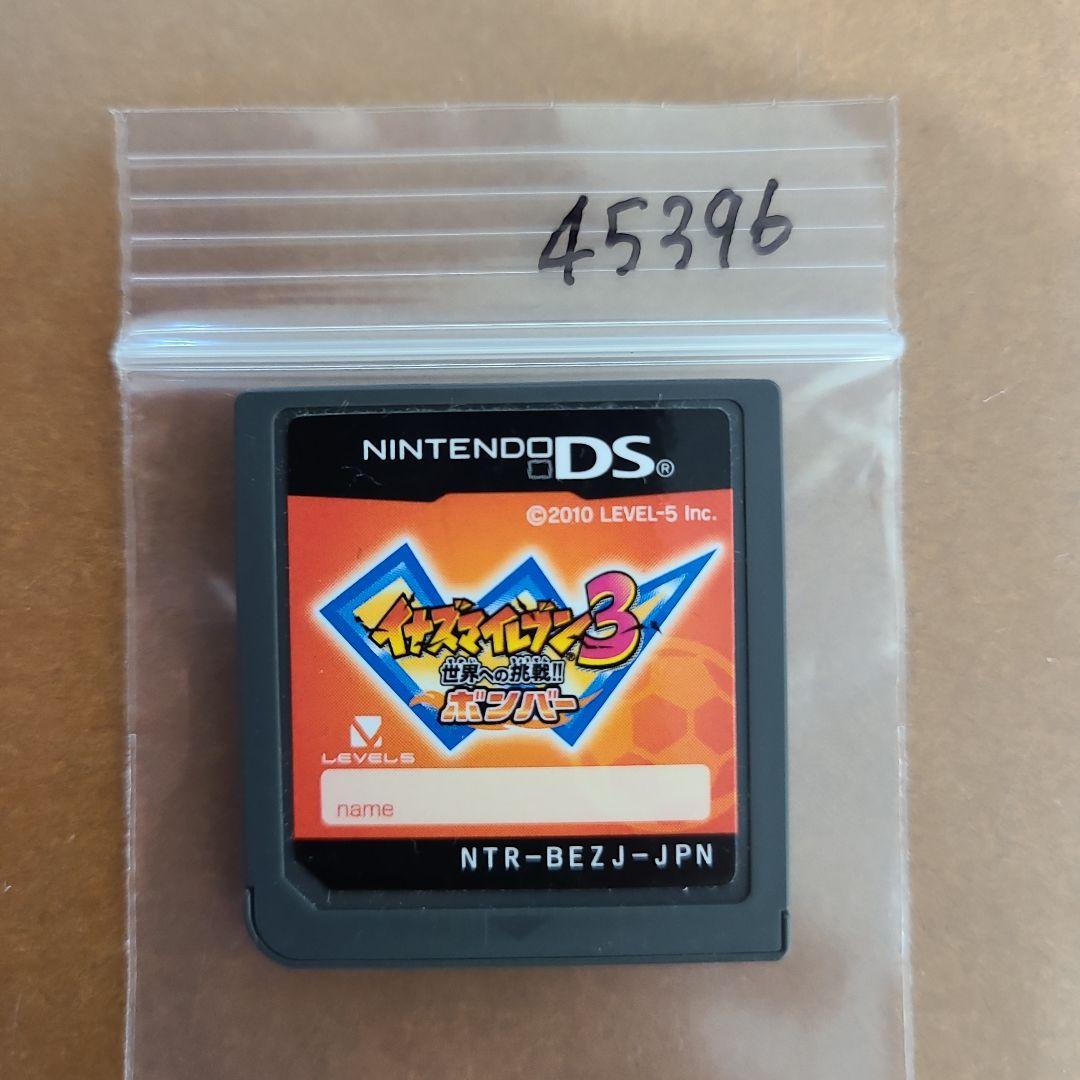 45396
NINTENDO DS®
©2010 LEVEL-5 Inc.
イナズマイレブン3
世界への挑戦!!
ボンバー
LEVEL5
name
NTR-BEZJ-JPN